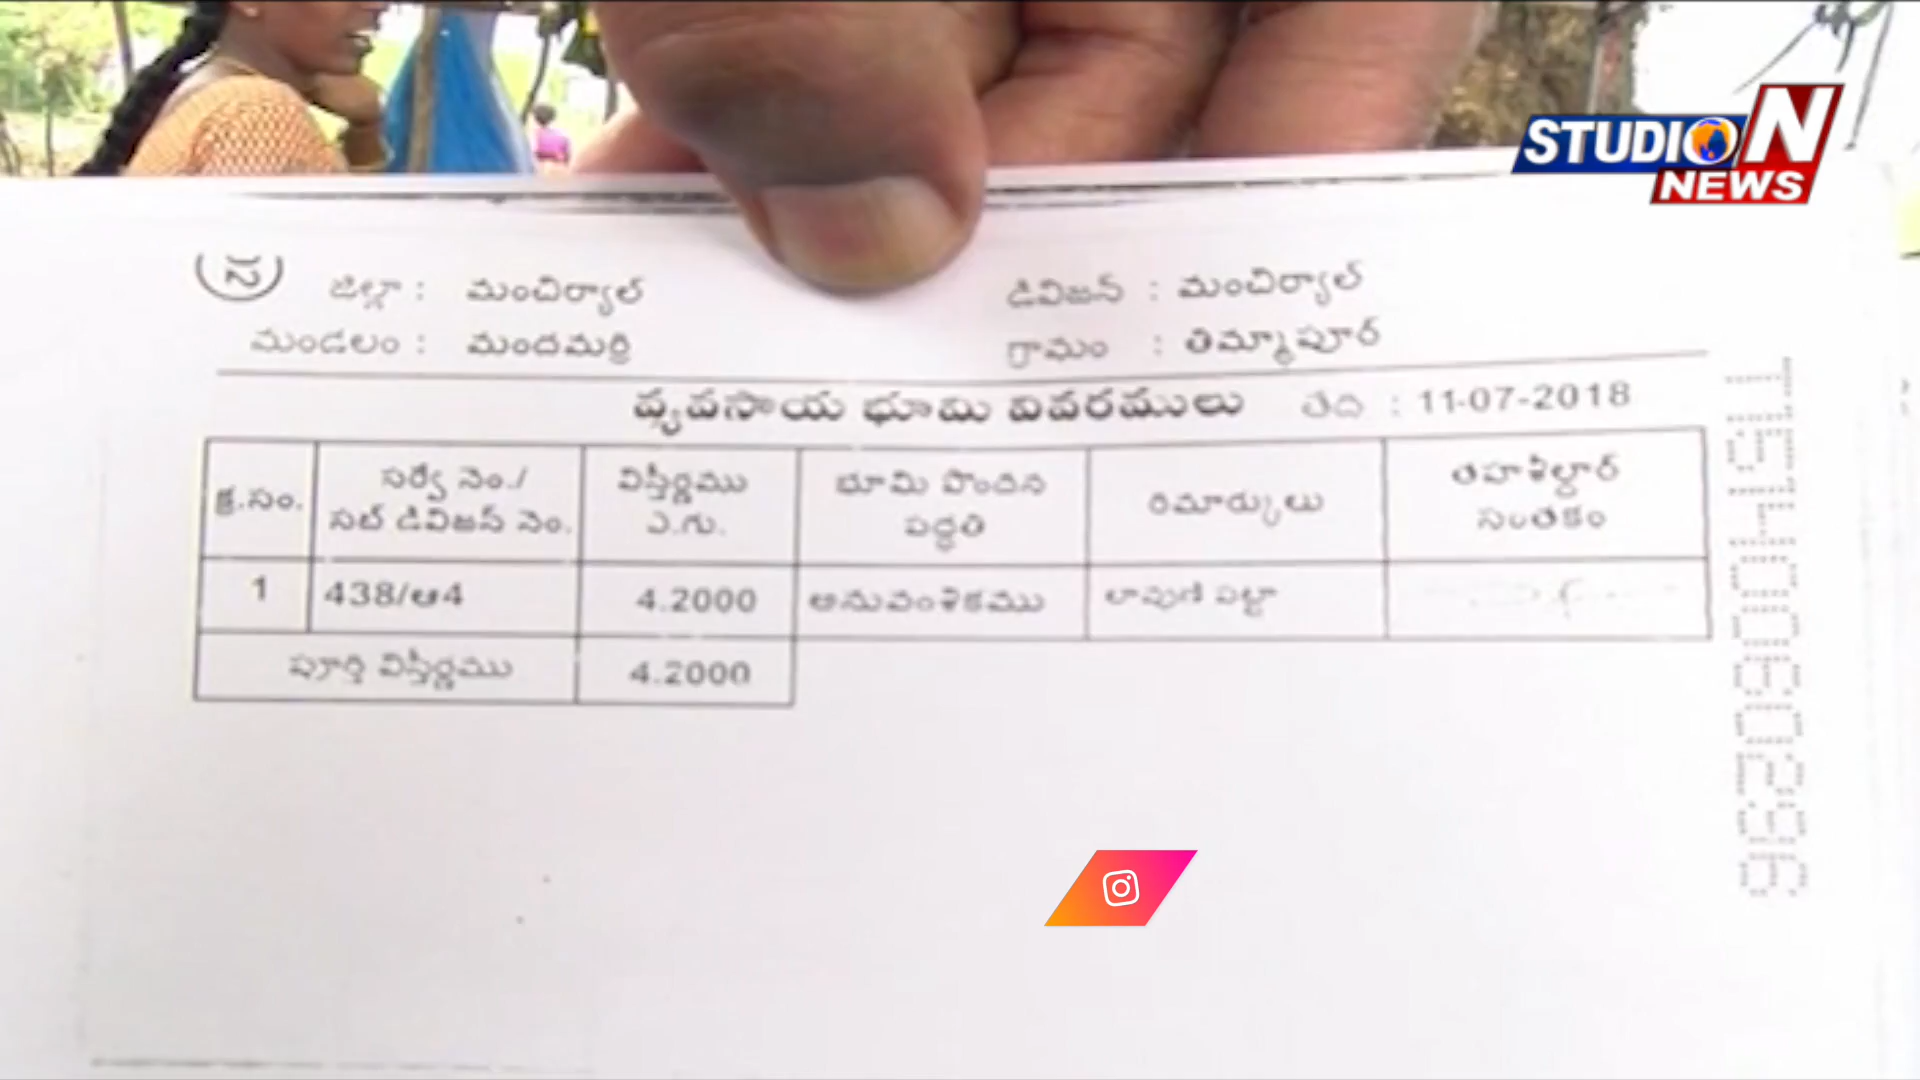 STUDIO N
NEWS
జిల్లా : మంచిర్యాల్ డివిజన్ : మంచిర్యాల్
మండలం : మందమర్రి గ్రామం : తిమ్మాపూర్
వ్యవసాయ భూమి వివరములు తేది : 11-07-2018
క్ర.సం. సర్వే నెం./ సబ్ డివిజన్ నెం. విస్తీర్ణము ఎ.గు. భూమి పొందిన పద్ధతి రిమార్కులు తహశీల్దార్ సంతకం
1 438/ఆ4 4.2000 అనువంశికము లావుణి పట్టా
పూర్తి విస్తీర్ణము 4.2000